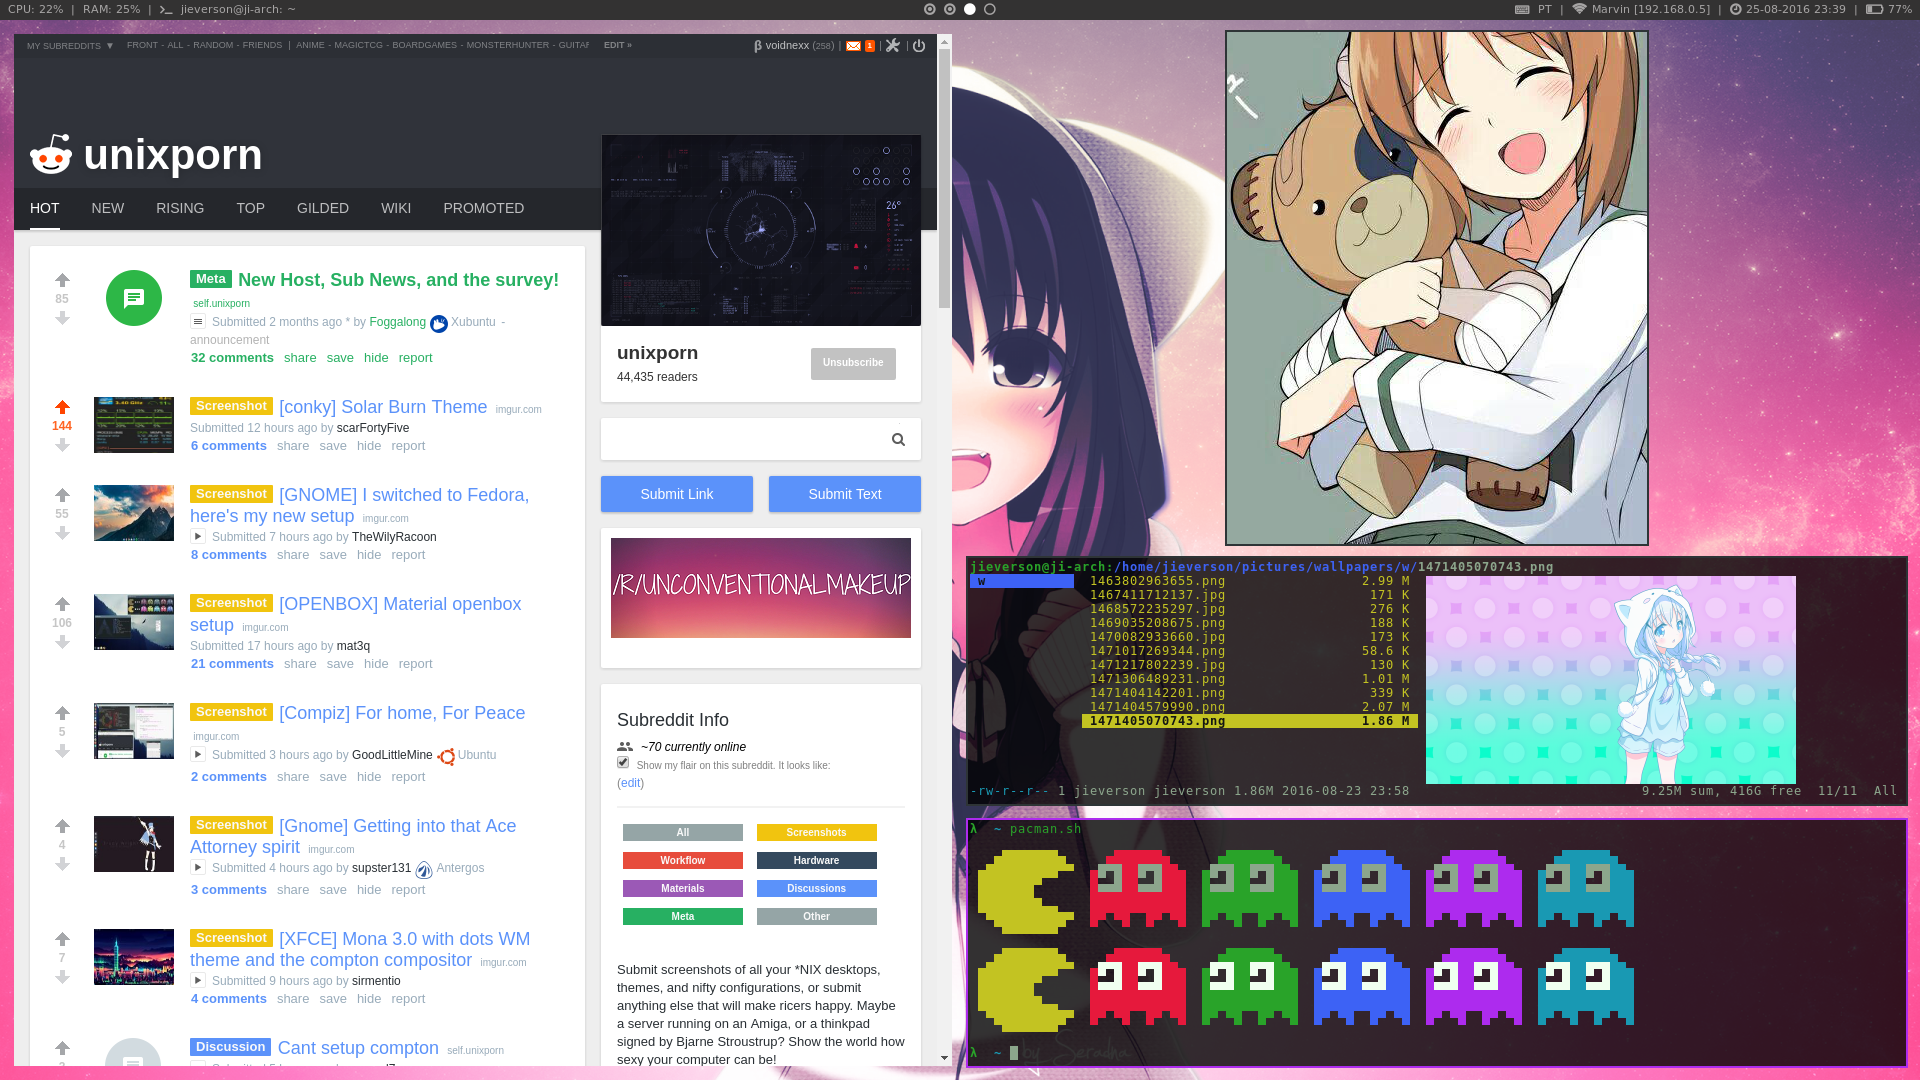 CPU: 22% | RAM: 25% | jieverson@ji-arch: ~
PT | Marvin [192.168.0.5] | 25-08-2016 23:39 | 77%
MY SUBREDDITS ▼ FRONT - ALL - RANDOM - FRIENDS | ANIME - MAGICTCG - BOARDGAMES - MONSTERHUNTER - GUITAR EDIT »
β voidnexx (258) | 1 | |
unixporn
HOT NEW RISING TOP GILDED WIKI PROMOTED
85
Meta New Host, Sub News, and the survey!
self.unixporn
Submitted 2 months ago * by Foggalong Xubuntu -
announcement
32 comments share save hide report
144
Screenshot [conky] Solar Burn Theme imgur.com
Submitted 12 hours ago by scarFortyFive
6 comments share save hide report
55
Screenshot [GNOME] I switched to Fedora,
here's my new setup imgur.com
Submitted 7 hours ago by TheWilyRacoon
8 comments share save hide report
106
Screenshot [OPENBOX] Material openbox
setup imgur.com
Submitted 17 hours ago by mat3q
21 comments share save hide report
5
Screenshot [Compiz] For home, For Peace
imgur.com
Submitted 3 hours ago by GoodLittleMine Ubuntu
2 comments share save hide report
4
Screenshot [Gnome] Getting into that Ace
Attorney spirit imgur.com
Submitted 4 hours ago by supster131 Antergos
3 comments share save hide report
7
Screenshot [XFCE] Mona 3.0 with dots WM
theme and the compton compositor imgur.com
Submitted 9 hours ago by sirmentio
4 comments share save hide report
Discussion Cant setup compton self.unixporn
26°
unixporn
44,435 readers
Unsubscribe
Submit Link Submit Text
/R/UNCONVENTIONALMAKEUP
Subreddit Info
~70 currently online
Show my flair on this subreddit. It looks like:
(edit)
All Screenshots
Workflow Hardware
Materials Discussions
Meta Other
Submit screenshots of all your *NIX desktops,
themes, and nifty configurations, or submit
anything else that will make ricers happy. Maybe
a server running on an Amiga, or a thinkpad
signed by Bjarne Stroustrup? Show the world how
sexy your computer can be!
jieverson@ji-arch:/home/jieverson/pictures/wallpapers/w/1471405070743.png
w 1463802963655.png 2.99 M
1467411712137.jpg 171 K
1468572235297.jpg 276 K
1469035208675.png 188 K
1470082933660.jpg 173 K
1471017269344.png 58.6 K
1471217802239.jpg 130 K
1471306489231.png 1.01 M
1471404142201.png 339 K
1471404579990.png 2.07 M
1471405070743.png 1.86 M
-rw-r--r-- 1 jieverson jieverson 1.86M 2016-08-23 23:58 9.25M sum, 416G free 11/11 All
λ ~ pacman.sh
λ ~
by Seradha